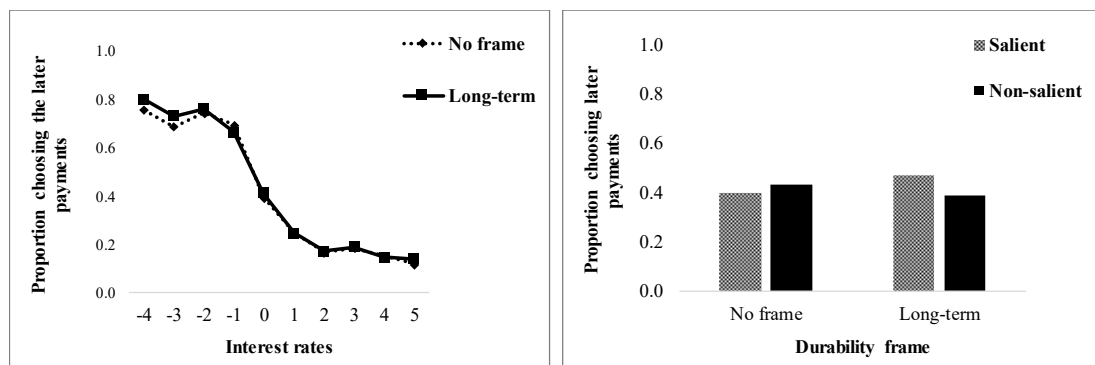 Proportion choosing the later
payments
1.0
0.8
0.6
0.4
0.2
0.0
No frame
Long-term
-4 -3 -2 -1 0 1 2 3 4 5
Interest rates
Proportion choosing later
payments
1.0
0.8
0.6
0.4
0.2
0.0
Salient
Non-salient
No frame Long-term
Durability frame